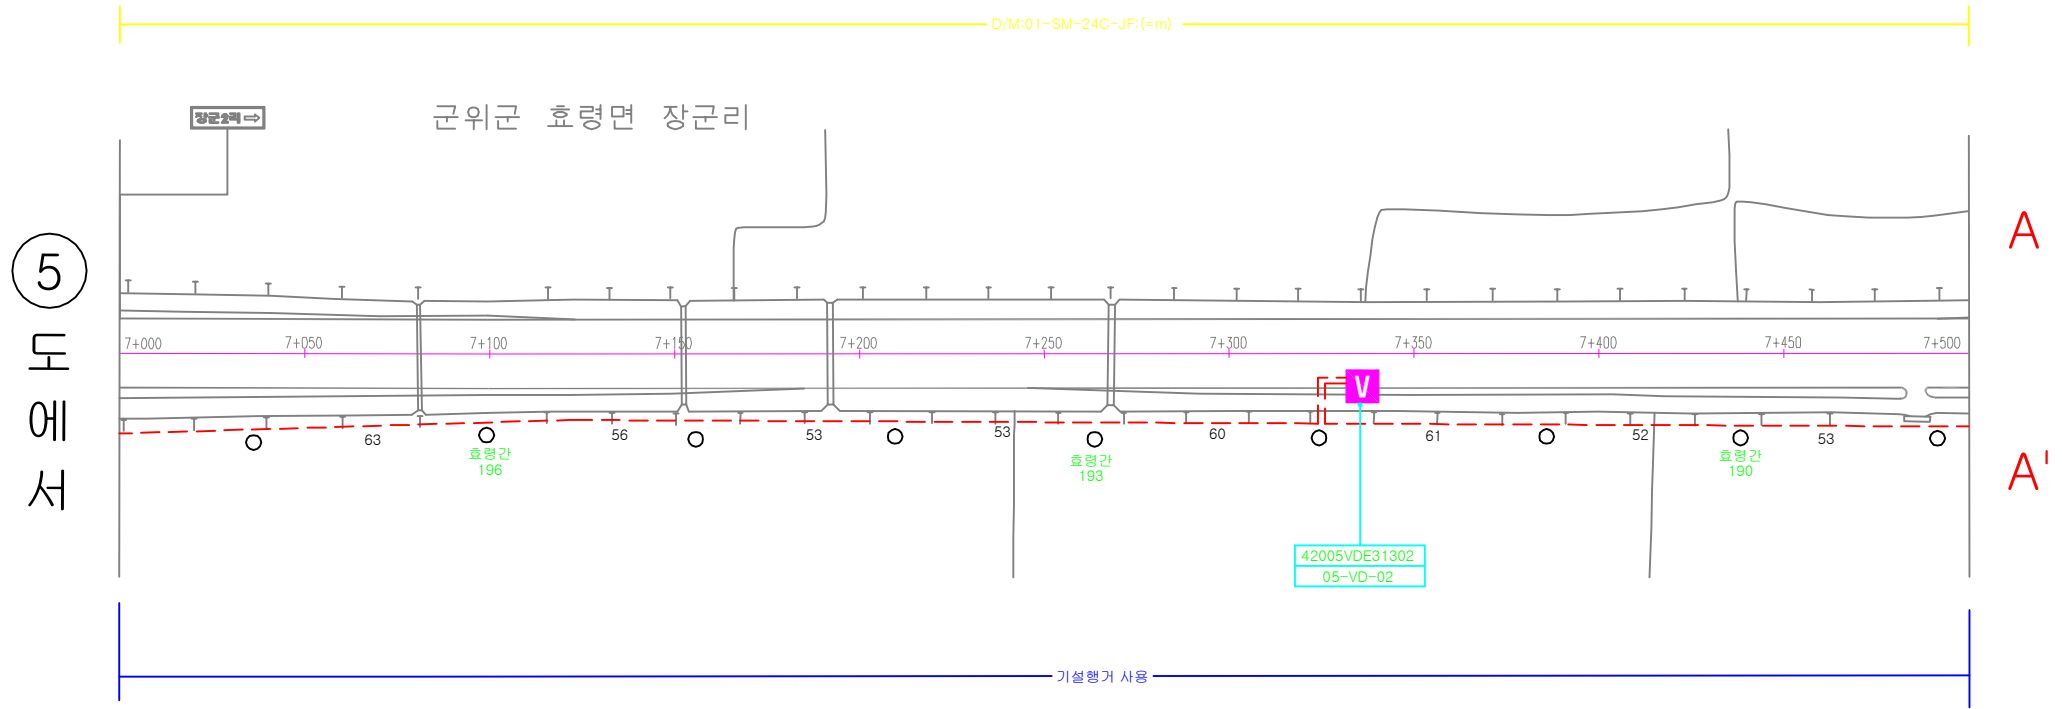 D/M:01-SM-24C-JF:(=m)
장군2리
군위군 효령면 장군리
⑤도에서
A
7+000 7+050 7+100 7+150 7+200 7+250 7+300 7+350 7+400 7+450 7+500
V
63 56 53 53 60 61 52 53
효령간 효령간 효령간
196 193 190
A'
42005VDE31302
05-VD-02
기설행거 사용